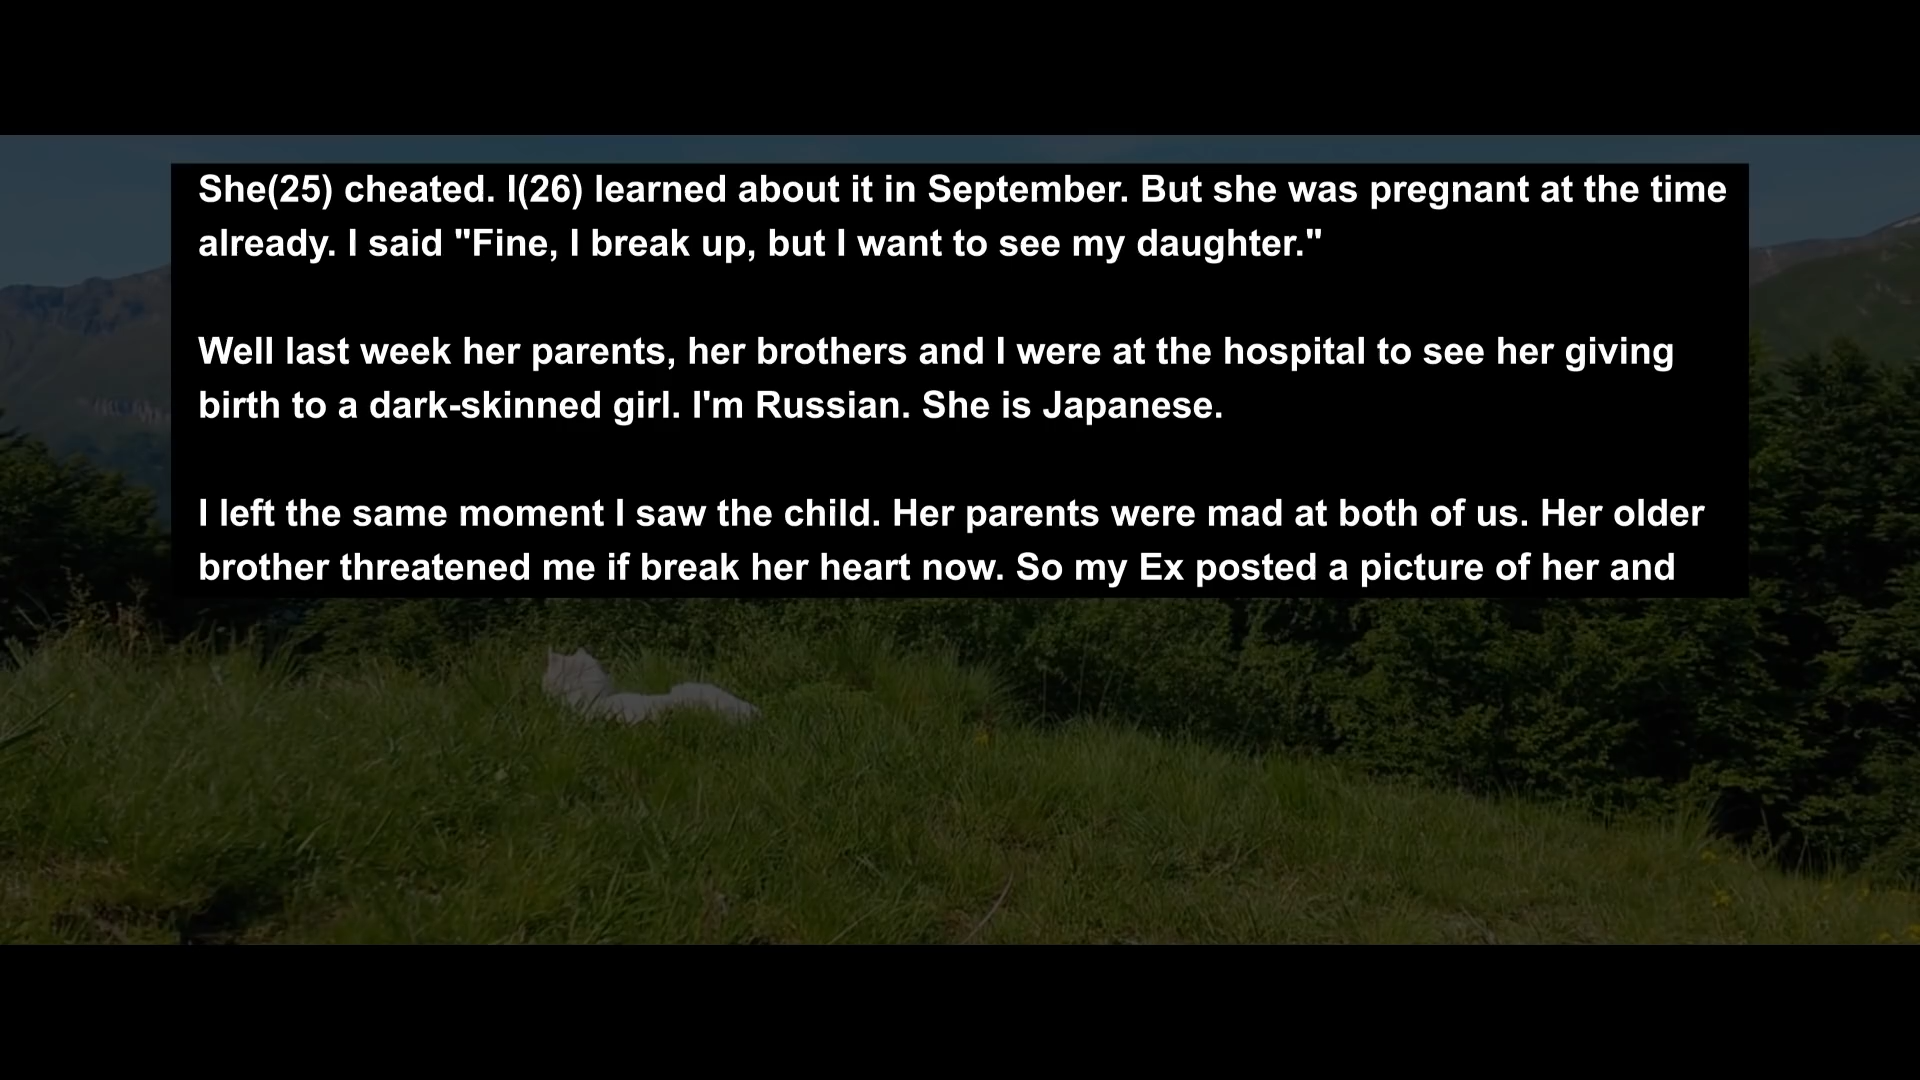 She(25) cheated. I(26) learned about it in September. But she was pregnant at the time
already. I said "Fine, I break up, but I want to see my daughter."
Well last week her parents, her brothers and I were at the hospital to see her giving
birth to a dark-skinned girl. I'm Russian. She is Japanese.
I left the same moment I saw the child. Her parents were mad at both of us. Her older
brother threatened me if break her heart now. So my Ex posted a picture of her and